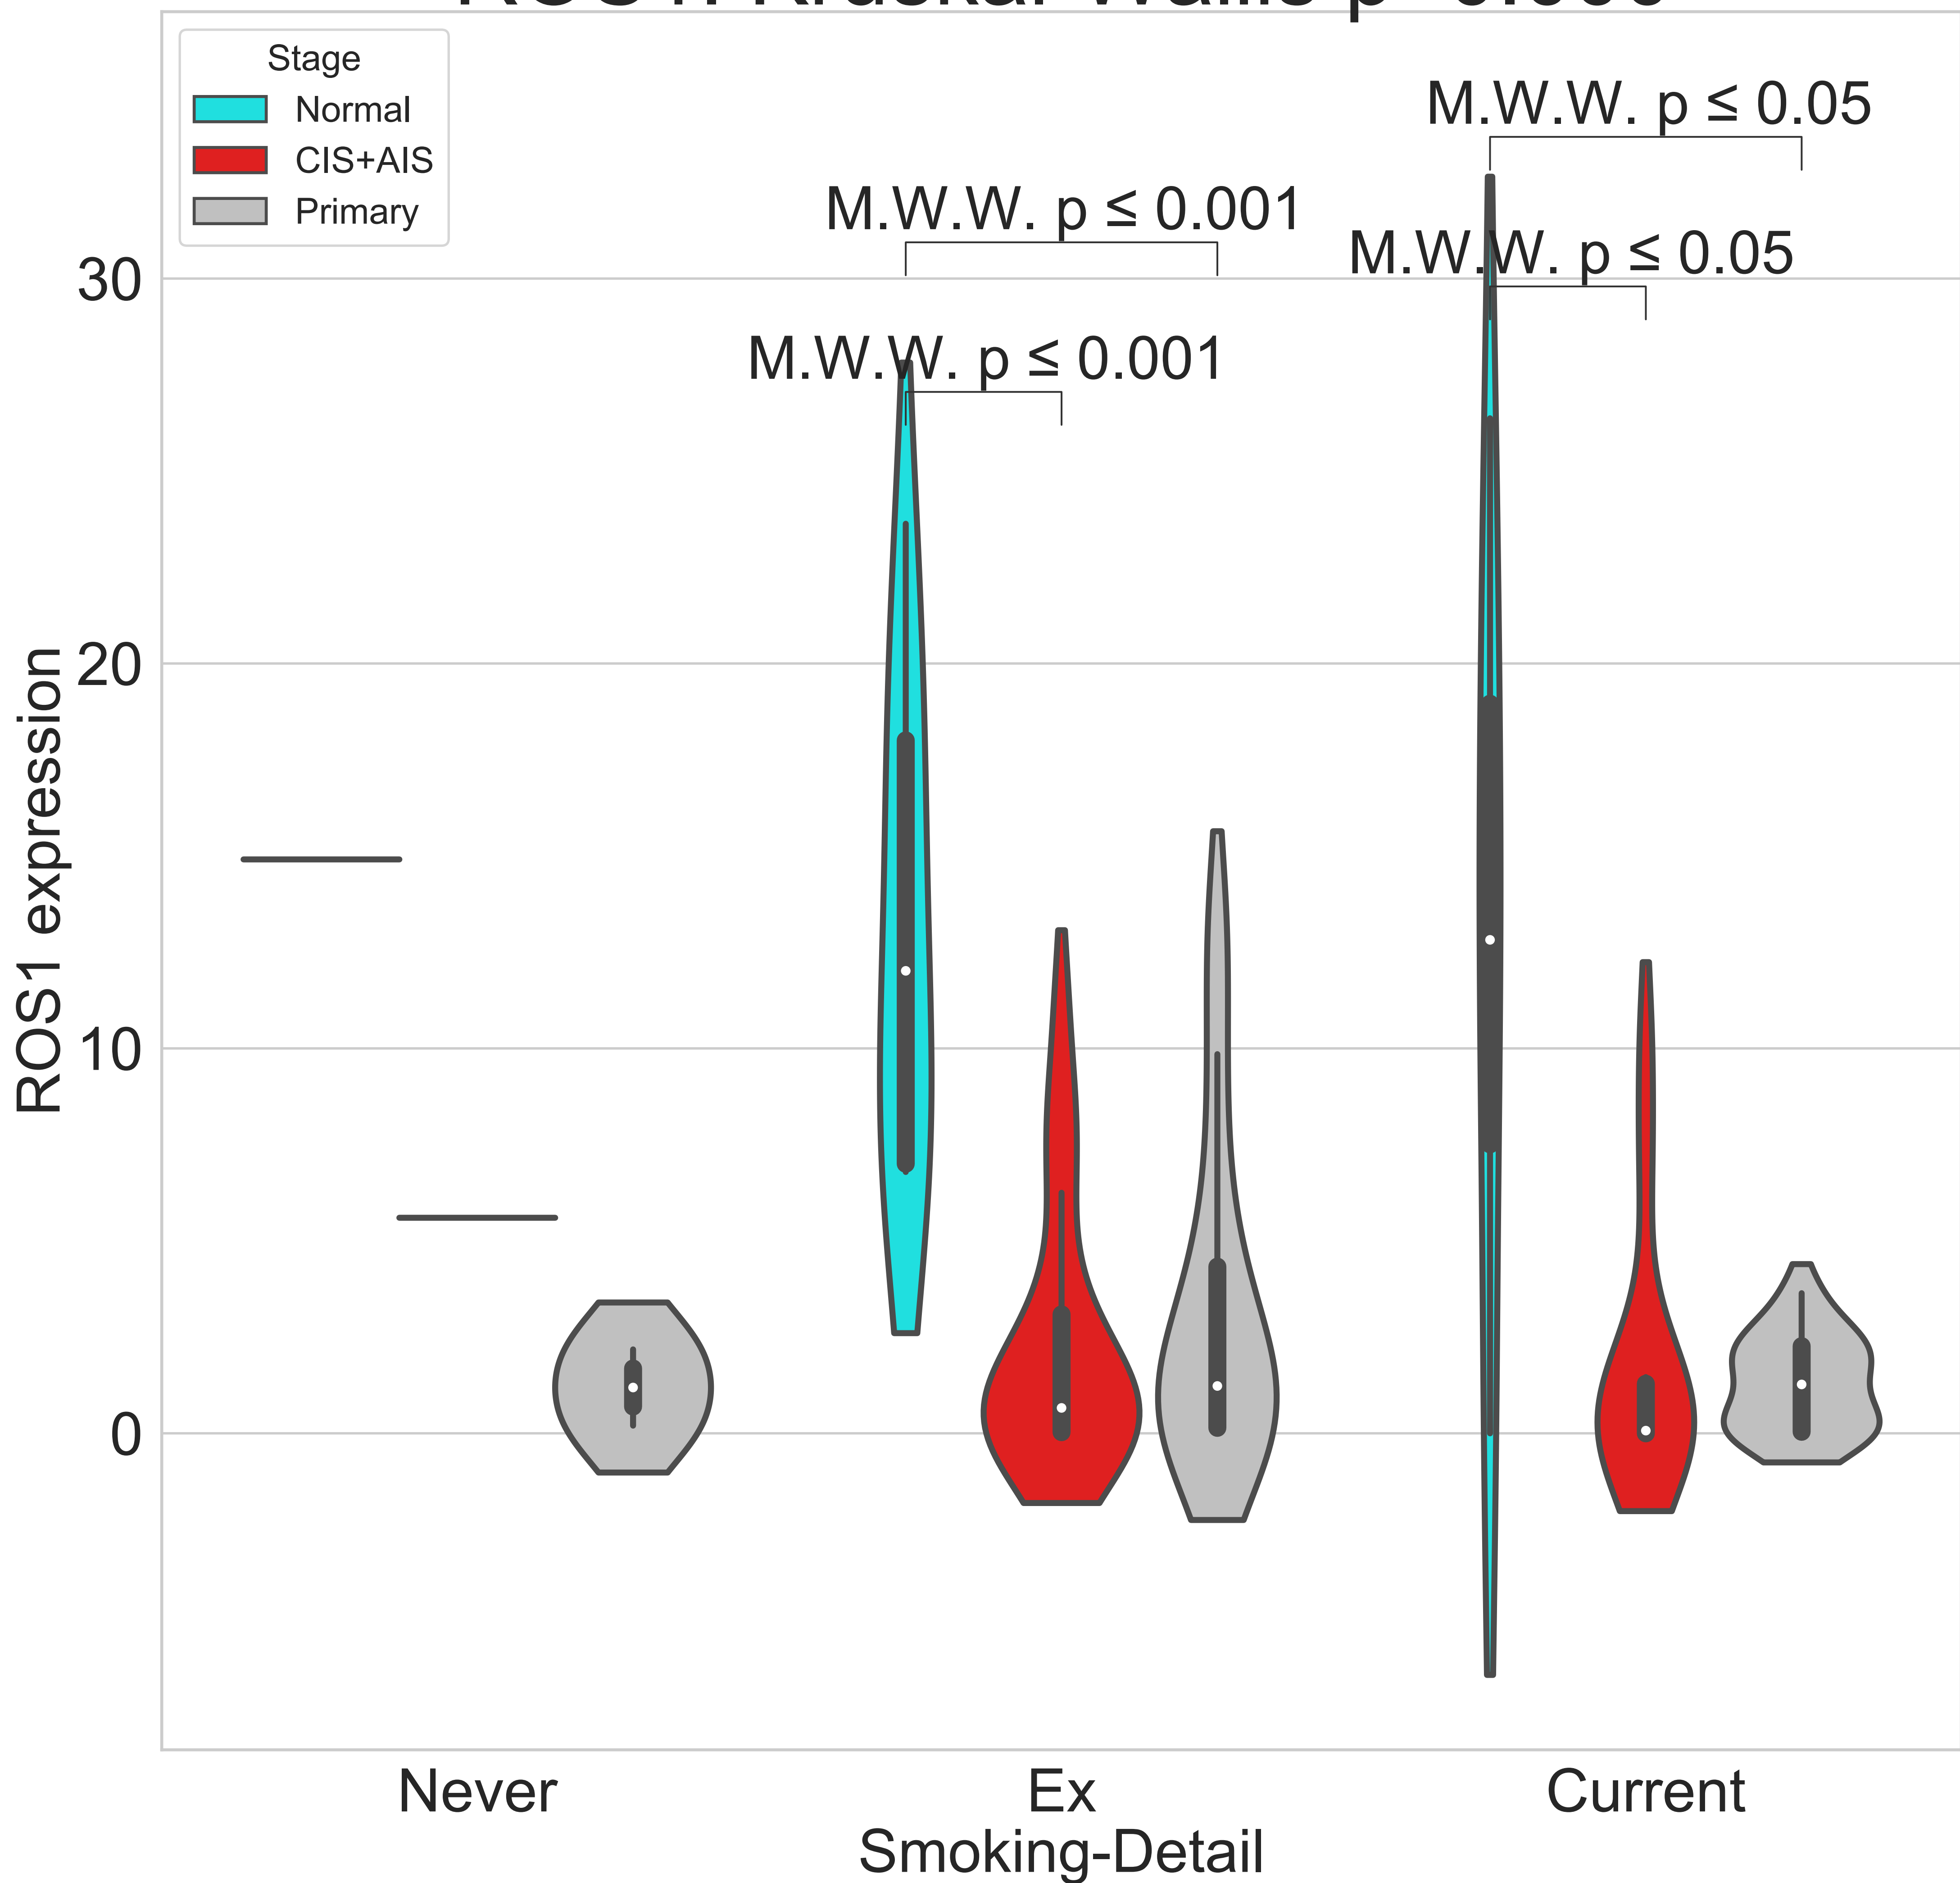 Stage
Normal
CIS+AIS
Primary
M.W.W. p ≤ 0.05
M.W.W. p ≤ 0.001
M.W.W. p ≤ 0.05
M.W.W. p ≤ 0.001
30
20
10
0
ROS1 expression
Never
Ex
Current
Smoking-Detail